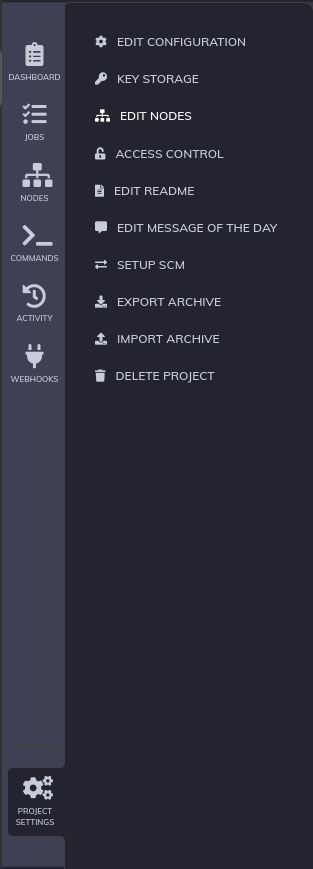 DASHBOARD
JOBS
NODES
COMMANDS
ACTIVITY
WEBHOOKS
PROJECT
SETTINGS
EDIT CONFIGURATION
KEY STORAGE
EDIT NODES
ACCESS CONTROL
EDIT README
EDIT MESSAGE OF THE DAY
SETUP SCM
EXPORT ARCHIVE
IMPORT ARCHIVE
DELETE PROJECT